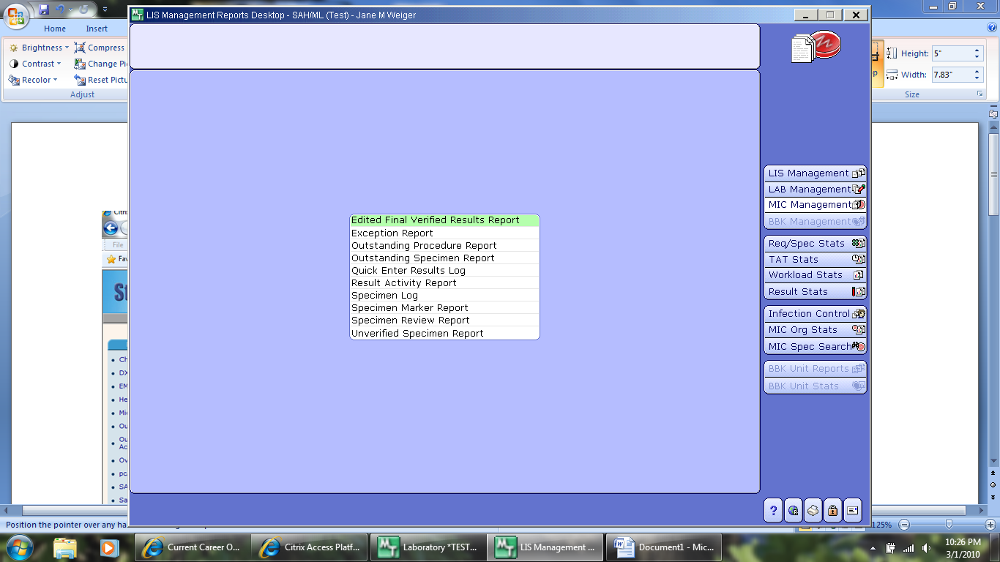 LIS Management Reports Desktop - SAH/ML (Test) - Jane M Weiger
Home Insert
Brightness Compress
Contrast Change Pi
Recolor Reset Pictu
Adjust
Height: 5"
Width: 7.83"
Size
LIS Management
LAB Management
MIC Management
BBK Management
Req/Spec Stats
TAT Stats
Workload Stats
Result Stats
Infection Control
MIC Org Stats
MIC Spec Search
BBK Unit Reports
BBK Unit Stats
Edited Final Verified Results Report
Exception Report
Outstanding Procedure Report
Outstanding Specimen Report
Quick Enter Results Log
Result Activity Report
Specimen Log
Specimen Marker Report
Specimen Review Report
Unverified Specimen Report
Citri
File
Fav
St
Ch
DX
EM
He
Mic
Ou
Ou
Ac
Ov
pc
SA
Sa
Position the pointer over any ha
125%
Current Career O... Citrix Access Platf... Laboratory *TEST... LIS Management ... Document1 - Mic...
10:26 PM
3/1/2010